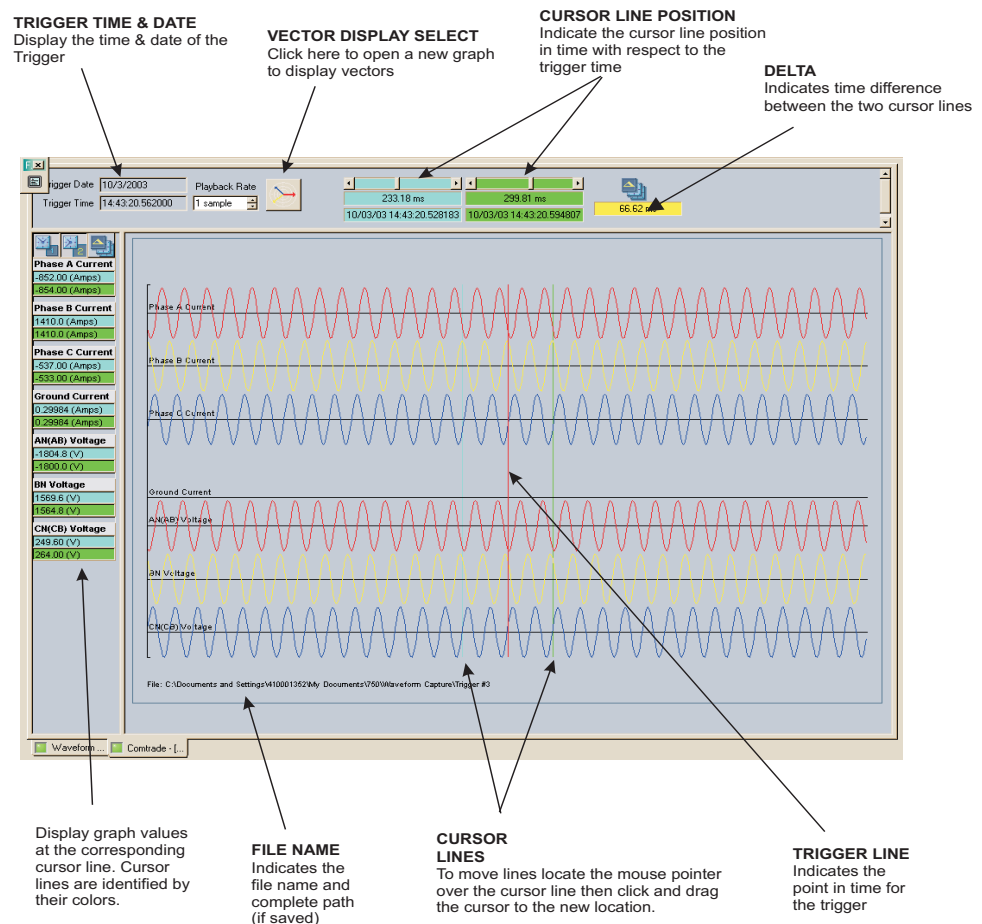 TRIGGER TIME & DATE
Display the time & date of the
Trigger
VECTOR DISPLAY SELECT
Click here to open a new graph
to display vectors
CURSOR LINE POSITION
Indicate the cursor line position
in time with respect to the
trigger time
DELTA
Indicates time difference
between the two cursor lines
rigger Date 10/3/2003
Trigger Time 14:43:20.562000
Playback Rate
1 sample
233.18 ms
10/03/03 14:43:20.528183
299.81 ms
10/03/03 14:43:20.594807
66.62 ms
Phase A Current
-852.00 (Amps)
-854.00 (Amps)
Phase B Current
1410.0 (Amps)
1410.0 (Amps)
Phase C Current
-537.00 (Amps)
-533.00 (Amps)
Ground Current
0.29984 (Amps)
0.29984 (Amps)
AN(AB) Voltage
-1804.8 (V)
-1800.0 (V)
BN Voltage
1569.6 (V)
1564.8 (V)
CN(CB) Voltage
249.60 (V)
264.00 (V)
Phase A Current
Phase B Current
Phase C Current
Ground Current
AN(AB) Voltage
BN Voltage
CN(CB) Voltage
File: C:\Documents and Settings\410001352\My Documents\750\Waveform Capture\Trigger #3
Waveform ...
Comtrade - [...
Display graph values
at the corresponding
cursor line. Cursor
lines are identified by
their colors.
FILE NAME
Indicates the
file name and
complete path
(if saved)
CURSOR
LINES
To move lines locate the mouse pointer
over the cursor line then click and drag
the cursor to the new location.
TRIGGER LINE
Indicates the
point in time for
the trigger